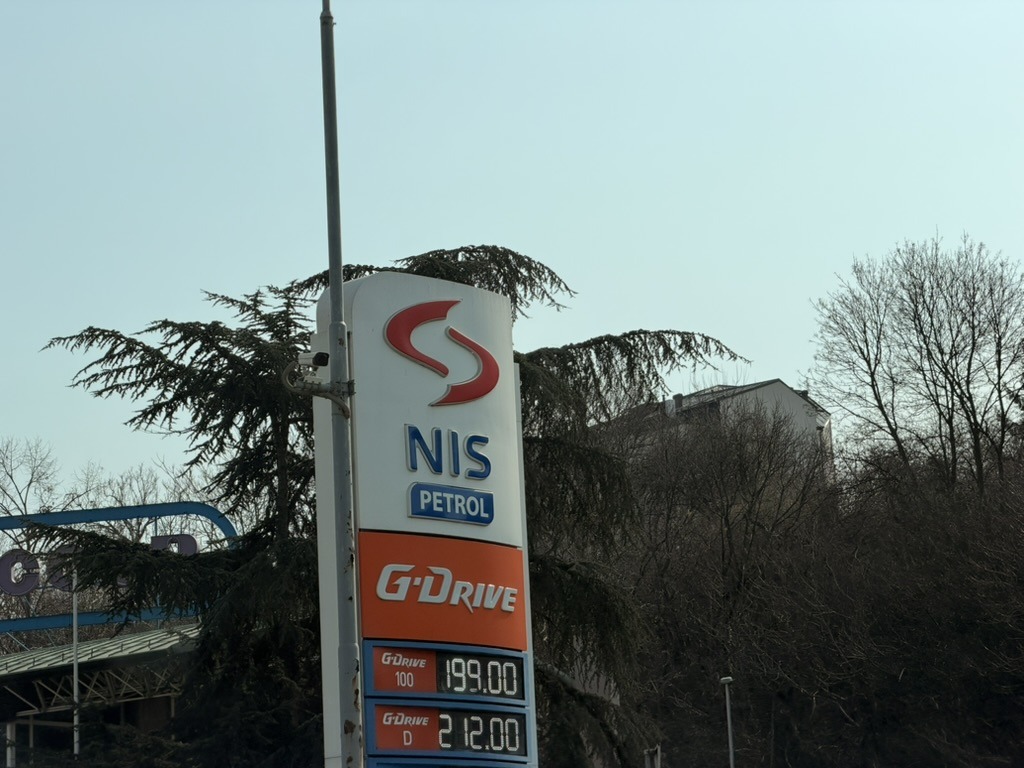 NIS
PETROL
G-DRIVE
G-DRIVE
100
199.00
G-DRIVE
D
212.00